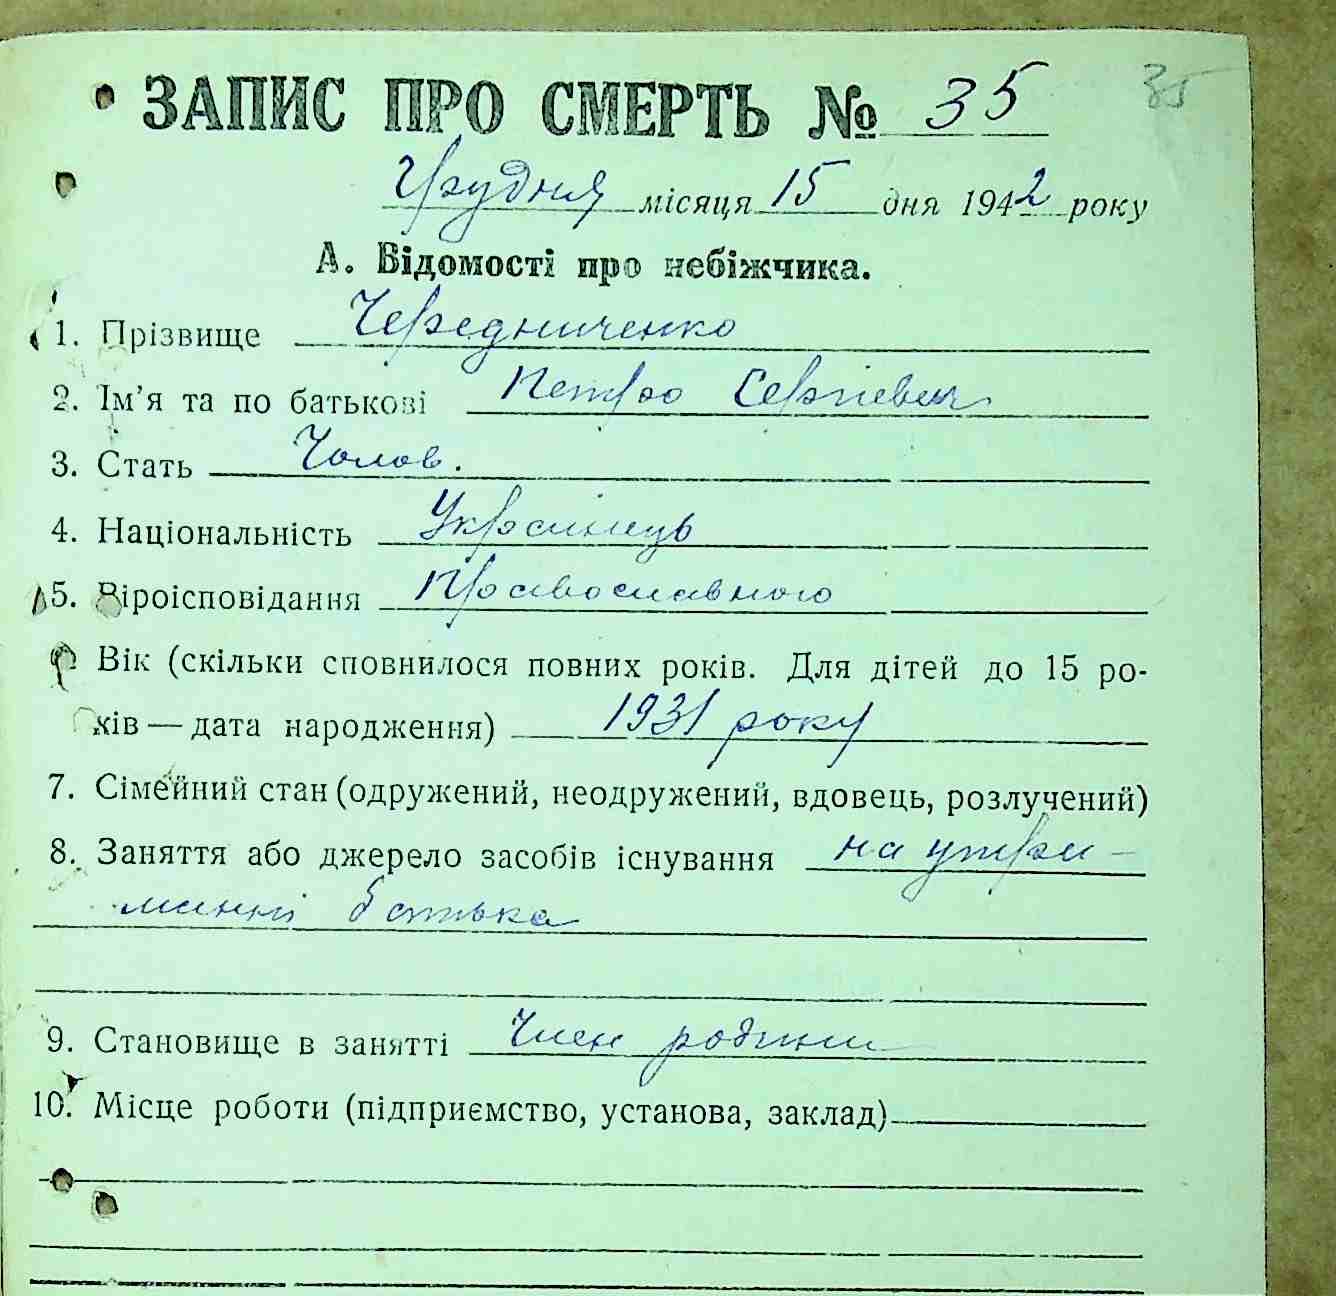 ЗАПИС ПРО СМЕРТЬ № 35 35
Грудня місяця 15 дня 1942 року
А. Відомості про небіжчика.
1. Прізвище Чередниченко
2. Ім’я та по батькові Петро Сергієвич
3. Стать Чолов.
4. Національність Українець
5. Віроісповідання Православного
Вік (скільки сповнилося повних років. Для дітей до 15 ро-
ків — дата народження) 1931 року
7. Сімейний стан (одружений, неодружений, вдовець, розлучений)
8. Заняття або джерело засобів існування на утри-
манні батька
9. Становище в занятті Член родини
10. Місце роботи (підприємство, установа, заклад)